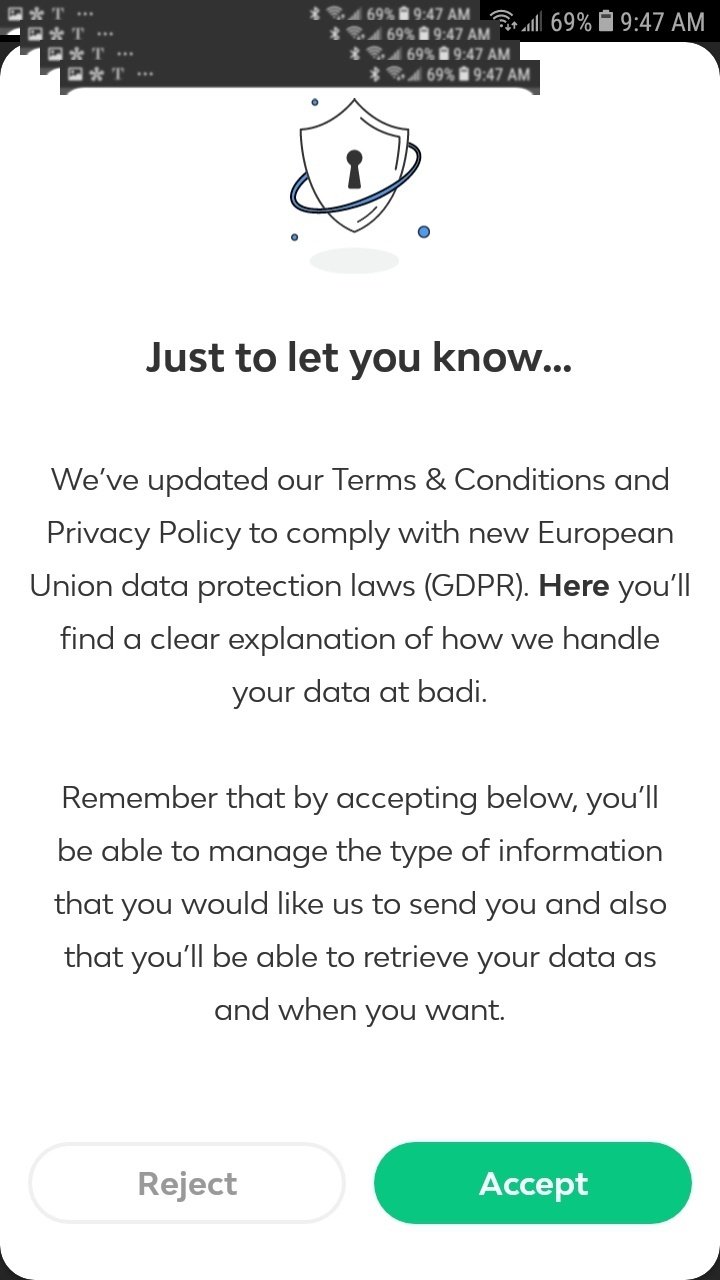 T ... 69% 9:47 AM
69% 9:47 AM
T ... 69% 9:47 AM
T ... 69% 9:47 AM
T ... 69% 9:47 AM
Just to let you know...
We've updated our Terms & Conditions and
Privacy Policy to comply with new European
Union data protection laws (GDPR). Here you'll
find a clear explanation of how we handle
your data at badi.
Remember that by accepting below, you'll
be able to manage the type of information
that you would like us to send you and also
that you'll be able to retrieve your data as
and when you want.
Reject
Accept